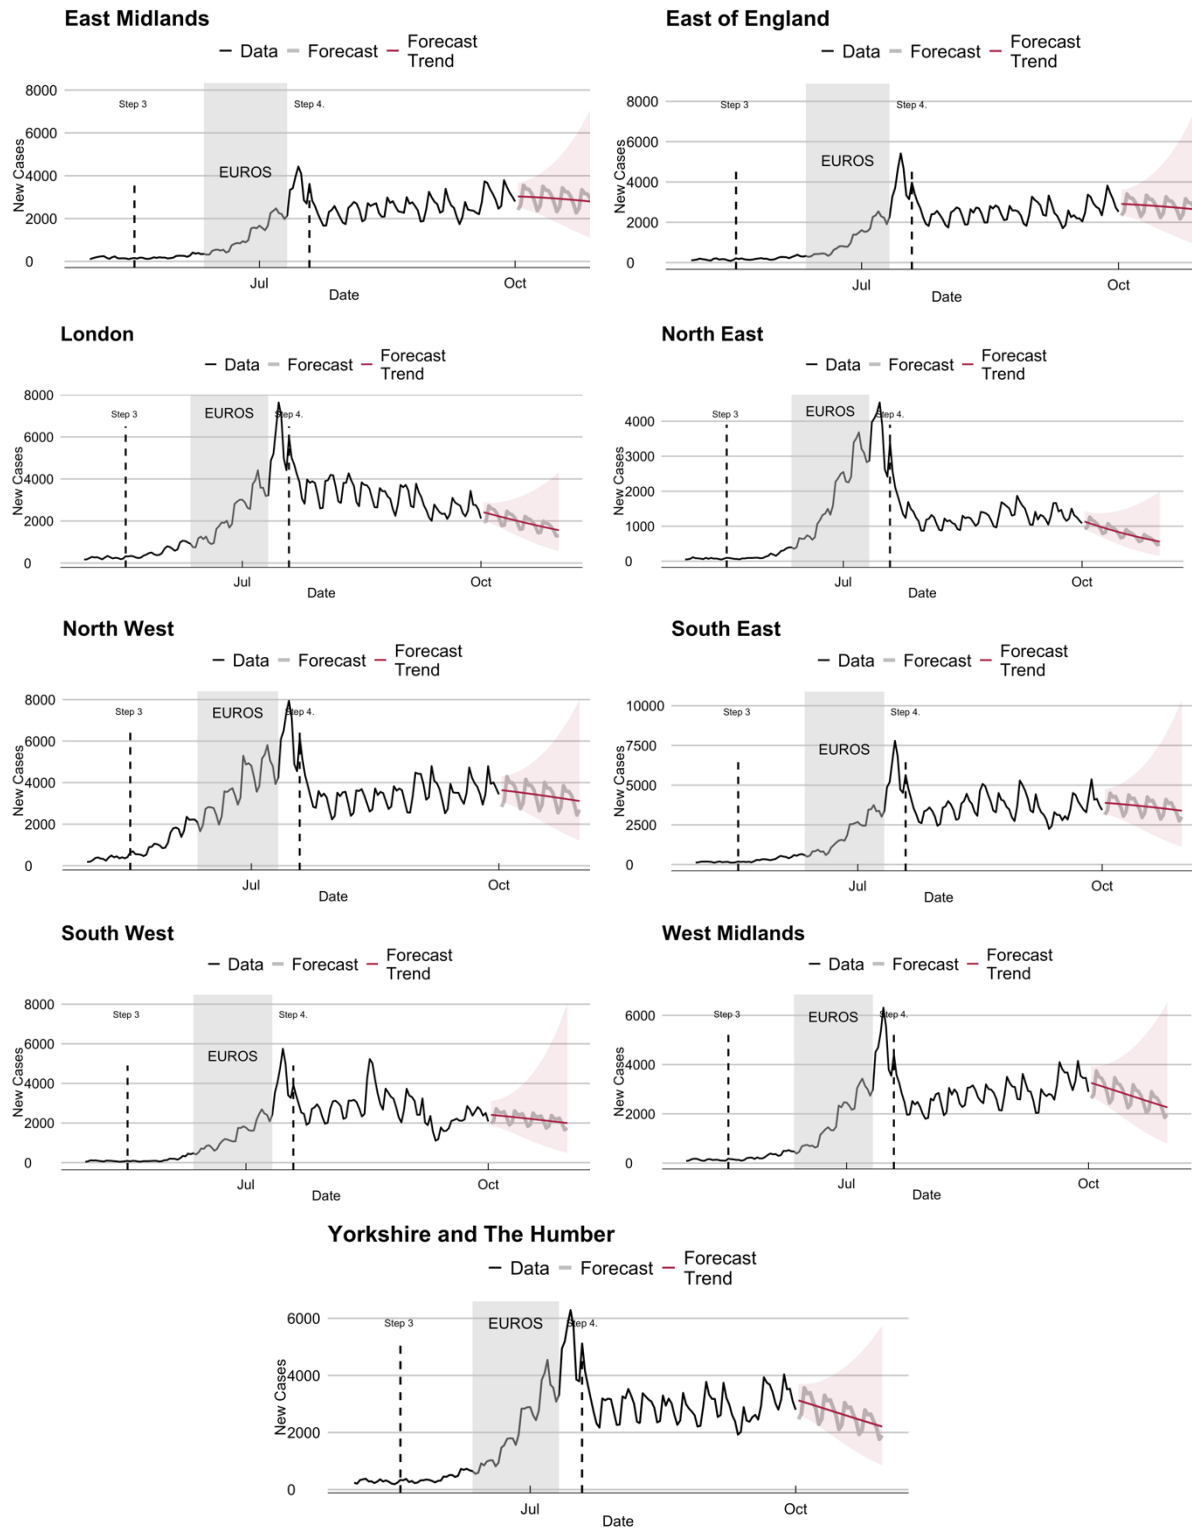 East Midlands
Data Forecast Forecast Trend
New Cases
8000
6000
4000
2000
0
Step 3
EUROS
Step 4.
Jul
Oct
Date
East of England
Data Forecast Forecast Trend
New Cases
8000
6000
4000
2000
0
Step 3
EUROS
Step 4.
Jul
Oct
Date
London
Data Forecast Forecast Trend
New Cases
8000
6000
4000
2000
0
Step 3
EUROS
Step 4.
Jul
Oct
Date
North East
Data Forecast Forecast Trend
New Cases
4000
3000
2000
1000
0
Step 3
EUROS
Step 4.
Jul
Oct
Date
North West
Data Forecast Forecast Trend
New Cases
8000
6000
4000
2000
0
Step 3
EUROS
Step 4.
Jul
Oct
Date
South East
Data Forecast Forecast Trend
New Cases
10000
7500
5000
2500
0
Step 3
EUROS
Step 4.
Jul
Oct
Date
South West
Data Forecast Forecast Trend
New Cases
8000
6000
4000
2000
0
Step 3
EUROS
Step 4.
Jul
Oct
Date
West Midlands
Data Forecast Forecast Trend
New Cases
6000
4000
2000
0
Step 3
EUROS
Step 4.
Jul
Oct
Date
Yorkshire and The Humber
Data Forecast Forecast Trend
New Cases
6000
4000
2000
0
Step 3
EUROS
Step 4.
Jul
Oct
Date